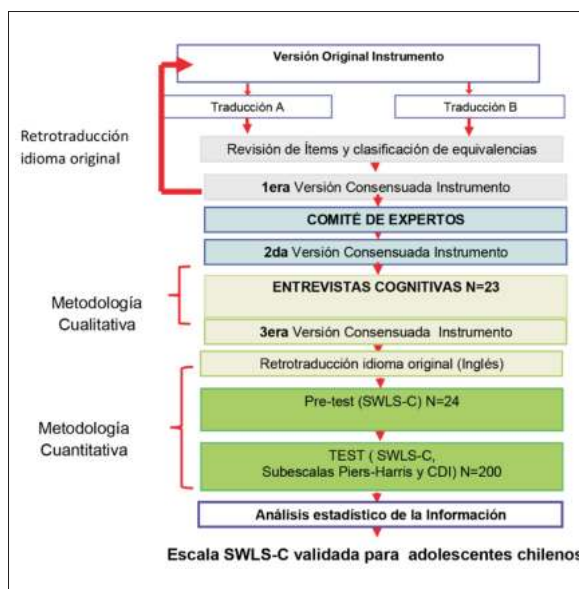 Versión Original Instrumento
Traducción A
Traducción B
Retrotraducción
idioma original
Revisión de Ítems y clasificación de equivalencias
1era Versión Consensuada Instrumento
COMITÉ DE EXPERTOS
2da Versión Consensuada Instrumento
Metodología
Cualitativa
ENTREVISTAS COGNITIVAS N=23
3era Versión Consensuada Instrumento
Retrotraducción idioma original (Inglés)
Metodología
Cuantitativa
Pre-test (SWLS-C) N=24
TEST ( SWLS-C,
Subescalas Piers-Harris y CDI) N=200
Análisis estadístico de la Información
Escala SWLS-C validada para adolescentes chilenos